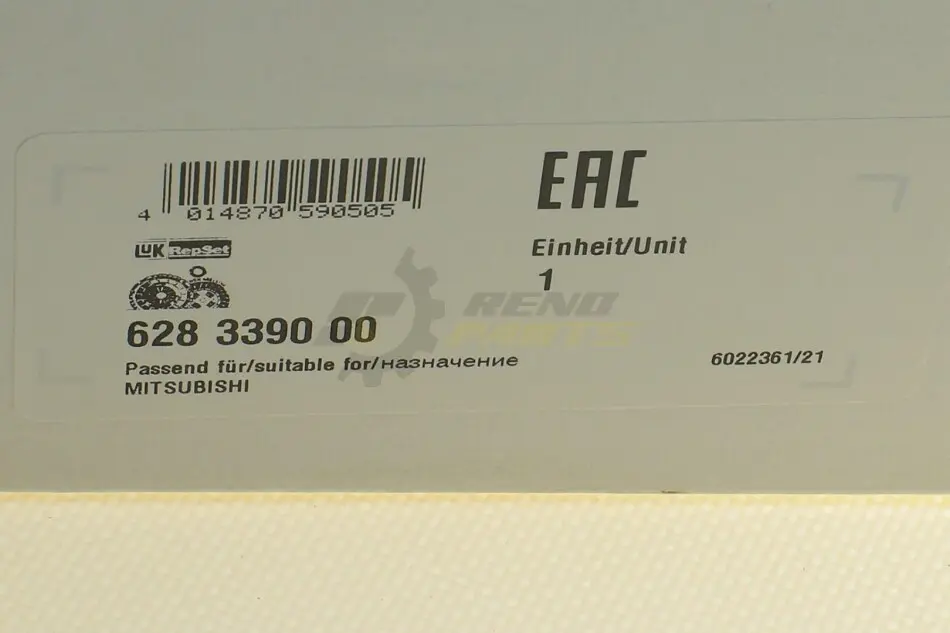 4 014870 590505
EAC
LUK RepSet
Einheit/Unit
1
628 3390 00
Passend für/suitable for/назначение
MITSUBISHI
6022361/21
RENO
PARTS